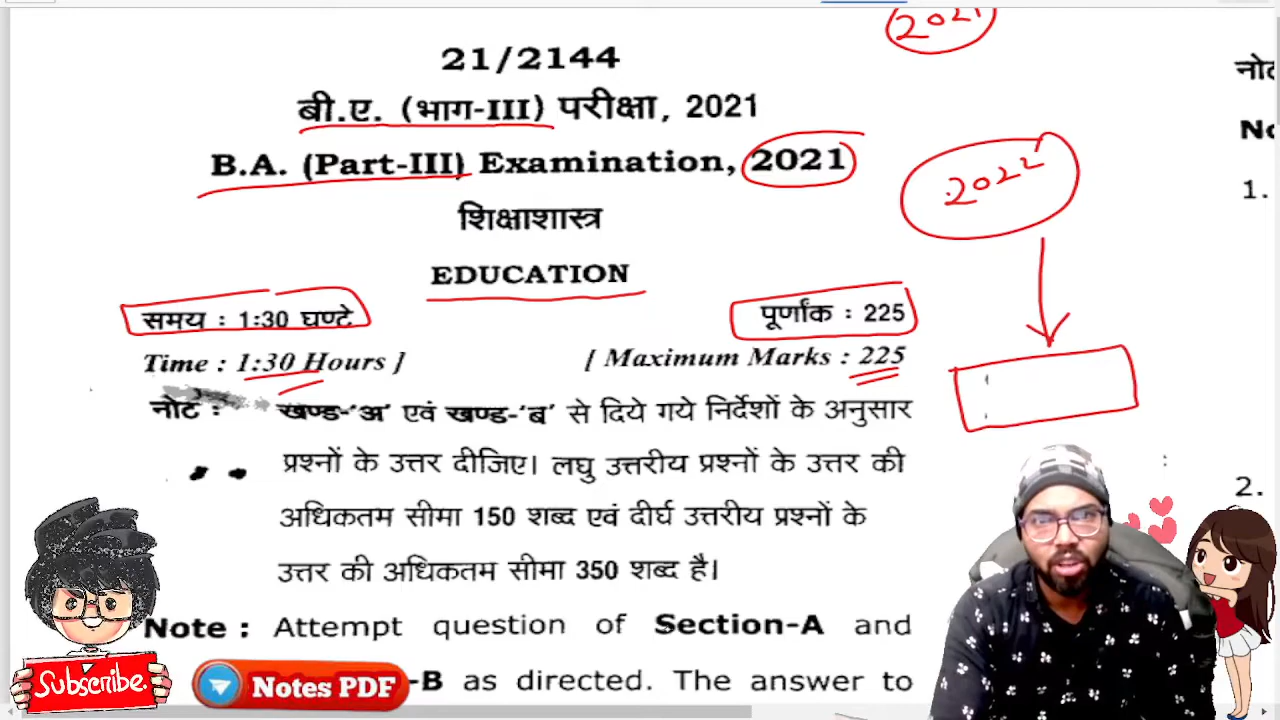 2021
21/2144
बी.ए. (भाग-III) परीक्षा, 2021
B.A. (Part-III) Examination, 2021
2022
शिक्षाशास्त्र
EDUCATION
समय : 1:30 घण्टे
पूर्णांक : 225
Time : 1:30 Hours ]
[ Maximum Marks : 225
नोट : खण्ड-'अ' एवं खण्ड-'ब' से दिये गये निर्देशों के अनुसार
प्रश्नों के उत्तर दीजिए। लघु उत्तरीय प्रश्नों के उत्तर की
अधिकतम सीमा 150 शब्द एवं दीर्घ उत्तरीय प्रश्नों के
उत्तर की अधिकतम सीमा 350 शब्द है।
Note : Attempt question of Section-A and
-B as directed. The answer to
Subscribe.
Notes PDF
नोट
No
1.
2.